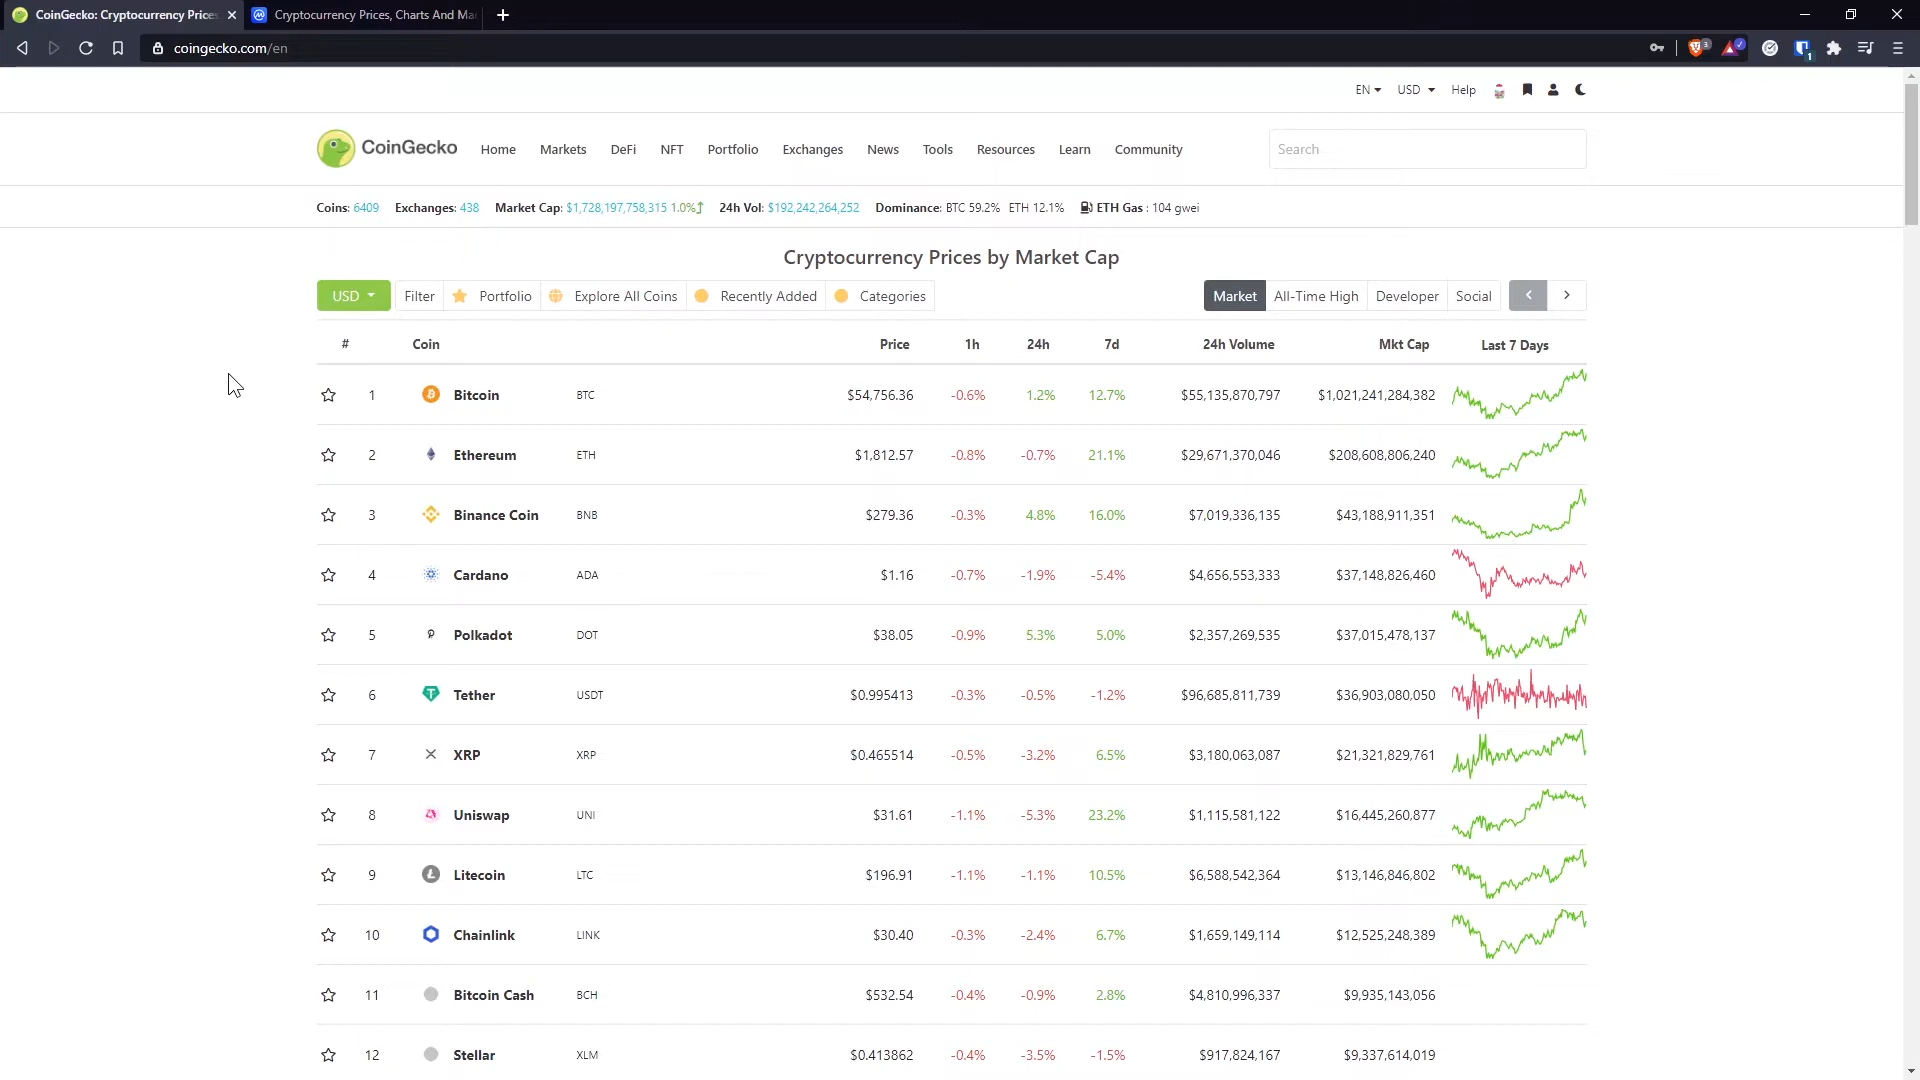 CoinGecko: Cryptocurrency Prices
Cryptocurrency Prices, Charts And Ma
coingecko.com/en
EN USD Help
CoinGecko Home Markets DeFi NFT Portfolio Exchanges News Tools Resources Learn Community Search
Coins: 6409 Exchanges: 438 Market Cap: $1,728,197,758,315 1.0% 24h Vol: $192,242,264,252 Dominance: BTC 59.2% ETH 12.1% ETH Gas : 104 gwei
Cryptocurrency Prices by Market Cap
USD Filter Portfolio Explore All Coins Recently Added Categories Market All-Time High Developer Social
# Coin Price 1h 24h 7d 24h Volume Mkt Cap Last 7 Days
1 Bitcoin BTC $54,756.36 -0.6% 1.2% 12.7% $55,135,870,797 $1,021,241,284,382
2 Ethereum ETH $1,812.57 -0.8% -0.7% 21.1% $29,671,370,046 $208,608,806,240
3 Binance Coin BNB $279.36 -0.3% 4.8% 16.0% $7,019,336,135 $43,188,911,351
4 Cardano ADA $1.16 -0.7% -1.9% -5.4% $4,656,553,333 $37,148,826,460
5 Polkadot DOT $38.05 -0.9% 5.3% 5.0% $2,357,269,535 $37,015,478,137
6 Tether USDT $0.995413 -0.3% -0.5% -1.2% $96,685,811,739 $36,903,080,050
7 XRP XRP $0.465514 -0.5% -3.2% 6.5% $3,180,063,087 $21,321,829,761
8 Uniswap UNI $31.61 -1.1% -5.3% 23.2% $1,115,581,122 $16,445,260,877
9 Litecoin LTC $196.91 -1.1% -1.1% 10.5% $6,588,542,364 $13,146,846,802
10 Chainlink LINK $30.40 -0.3% -2.4% 6.7% $1,659,149,114 $12,525,248,389
11 Bitcoin Cash BCH $532.54 -0.4% -0.9% 2.8% $4,810,996,337 $9,935,143,056
12 Stellar XLM $0.413862 -0.4% -3.5% -1.5% $917,824,167 $9,337,614,019